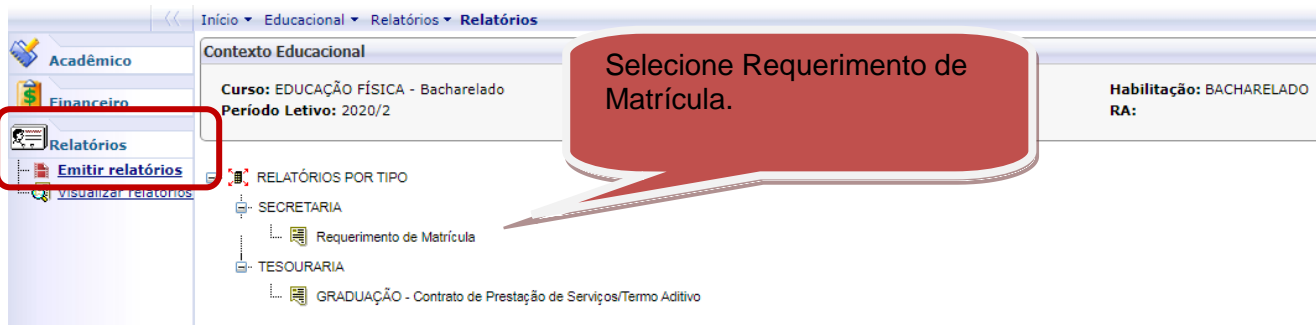 Início Educacional Relatórios Relatórios
Acadêmico
Financeiro
Relatórios
Emitir relatórios
Visualizar relatórios
Contexto Educacional
Curso: EDUCAÇÃO FÍSICA - Bacharelado
Habilitação: BACHARELADO
Período Letivo: 2020/2
RA:
Selecione Requerimento de
Matrícula.
RELATÓRIOS POR TIPO
SECRETARIA
Requerimento de Matrícula
TESOURARIA
GRADUAÇÃO - Contrato de Prestação de Serviços/Termo Aditivo